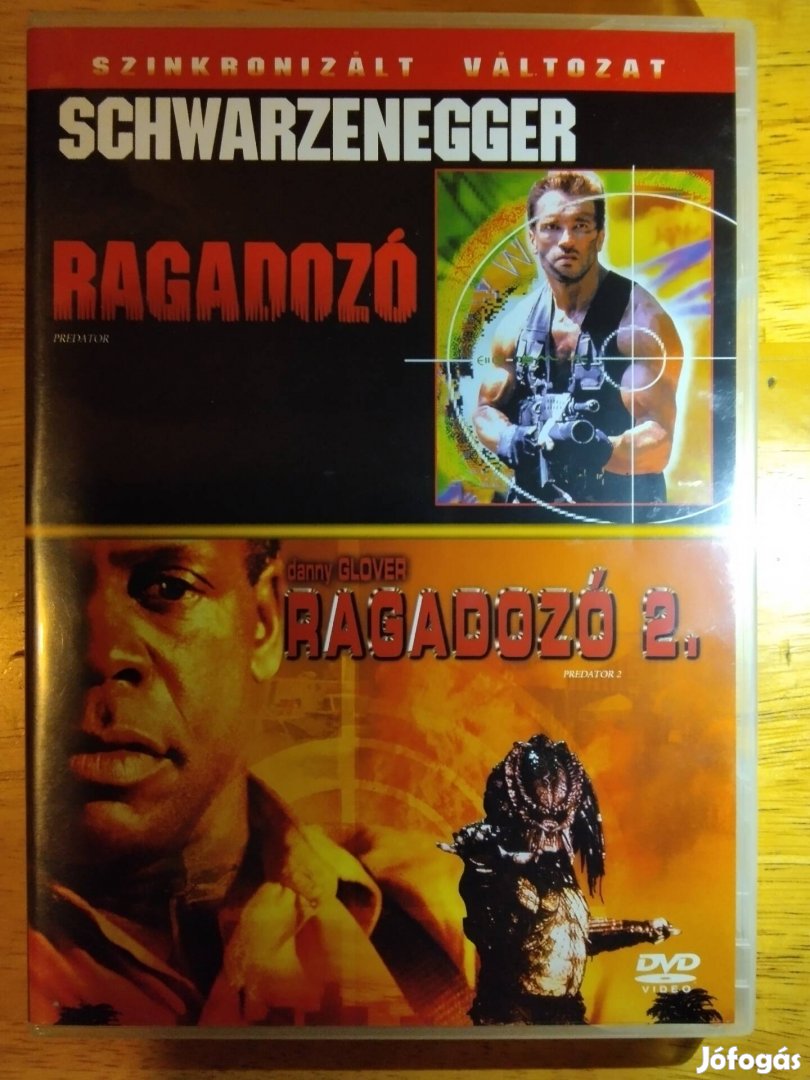 SZINKRONIZÁLT VÁLTOZAT
SCHWARZENEGGER
RAGADOZÓ
PREDATOR
danny GLOVER
RAGADOZÓ 2.
PREDATOR 2
DVD
VIDEO
Jófogás